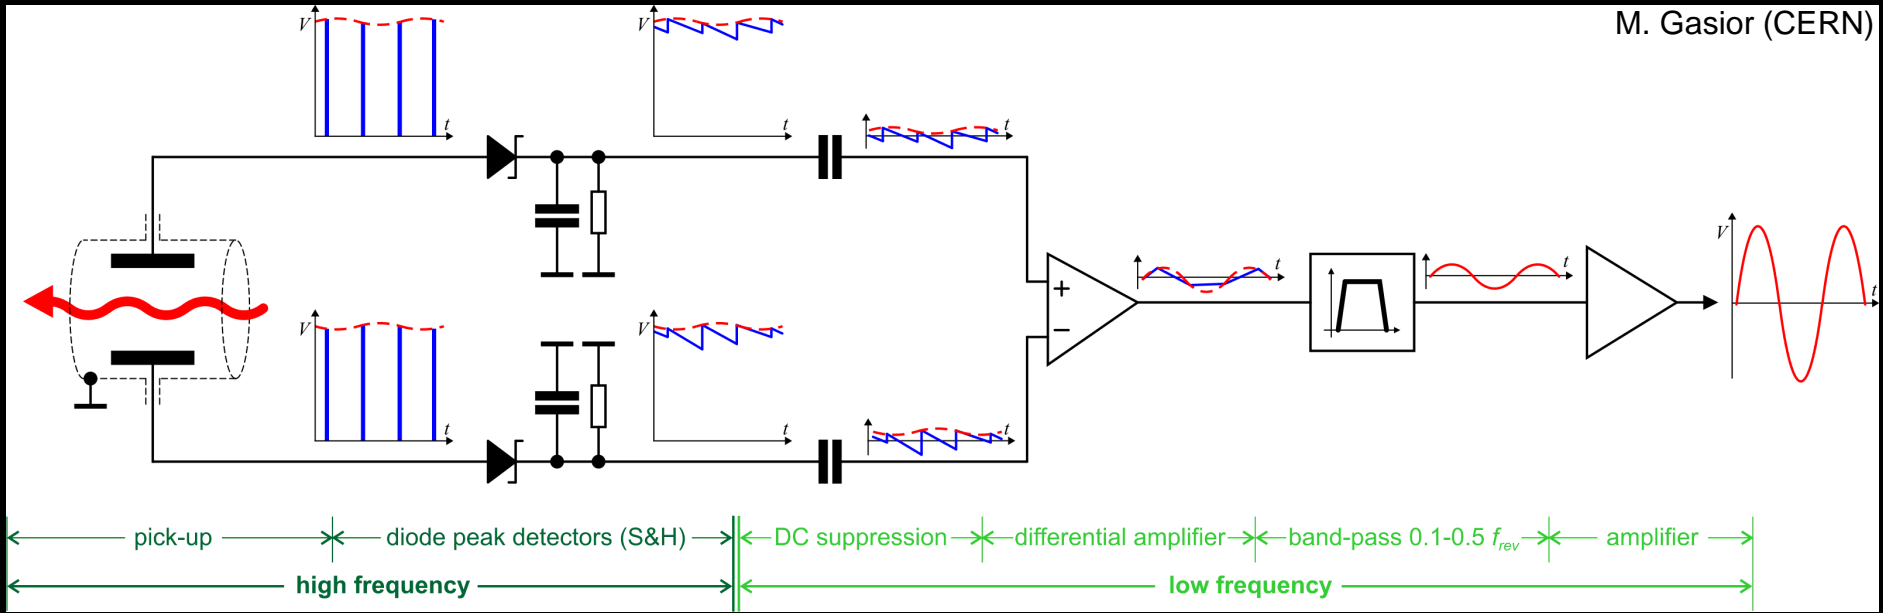 M. Gasior (CERN)
V
t
V
t
t
V
t
V
t
t
+
−
t
t
V
t
pick-up
diode peak detectors (S&H)
DC suppression
differential amplifier
band-pass 0.1-0.5 frev
amplifier
high frequency
low frequency